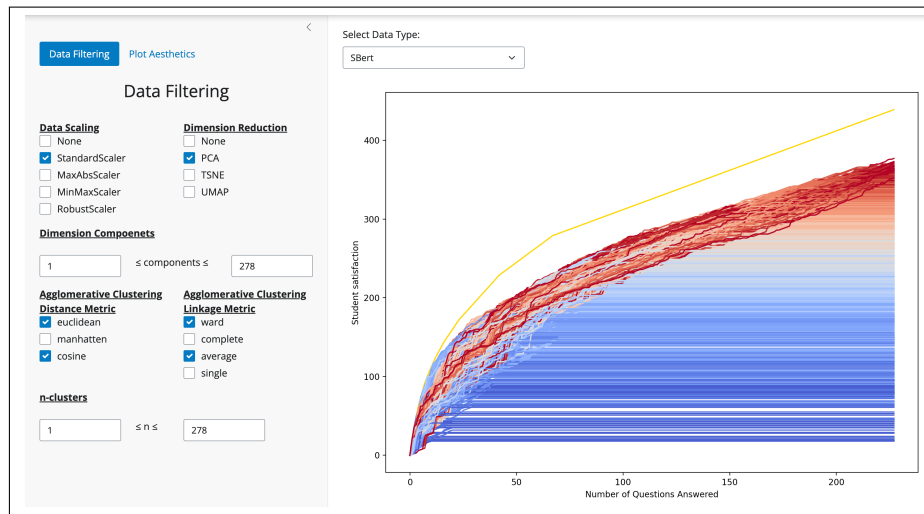 Data Filtering Plot Aesthetics
Data Filtering
Data Scaling
None
StandardScaler
MaxAbsScaler
MinMaxScaler
RobustScaler
Dimension Reduction
None
PCA
TSNE
UMAP
Dimension Compoenets
1 ≤ components ≤ 278
Agglomerative Clustering
Distance Metric
euclidean
manhatten
cosine
Agglomerative Clustering
Linkage Metric
ward
complete
average
single
n-clusters
1 ≤ n ≤ 278
Select Data Type:
SBert
Student satisfaction
400
300
200
100
0
0 50 100 150 200
Number of Questions Answered